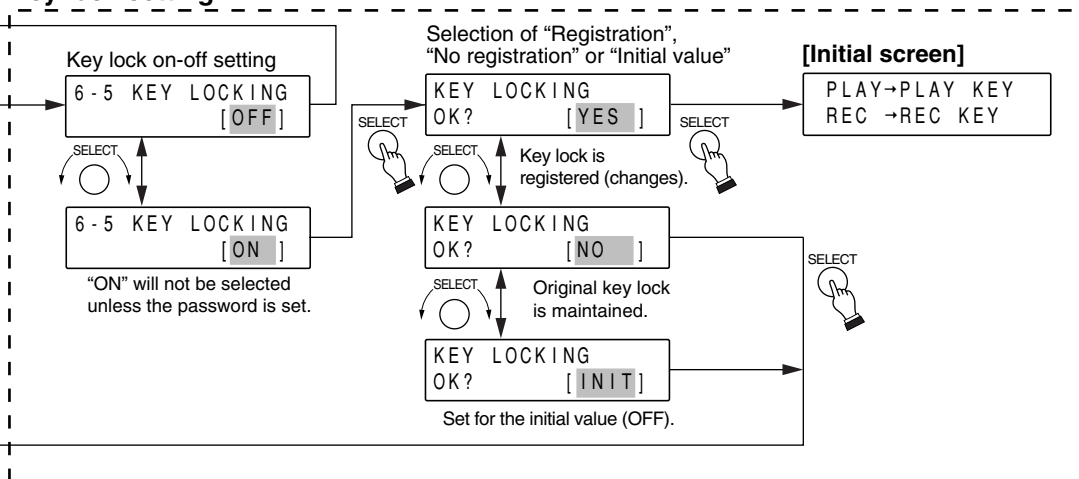 Key lock on-off setting
6-5 KEY LOCKING
[OFF]
SELECT
6-5 KEY LOCKING
[ON ]
"ON" will not be selected
unless the password is set.
SELECT
Selection of "Registration",
"No registration" or "Initial value"
KEY LOCKING
OK? [YES ]
SELECT
Key lock is
registered (changes).
KEY LOCKING
OK? [NO ]
SELECT
Original key lock
is maintained.
KEY LOCKING
OK? [INIT]
Set for the initial value (OFF).
SELECT
[Initial screen]
PLAY→PLAY KEY
REC →REC KEY
SELECT